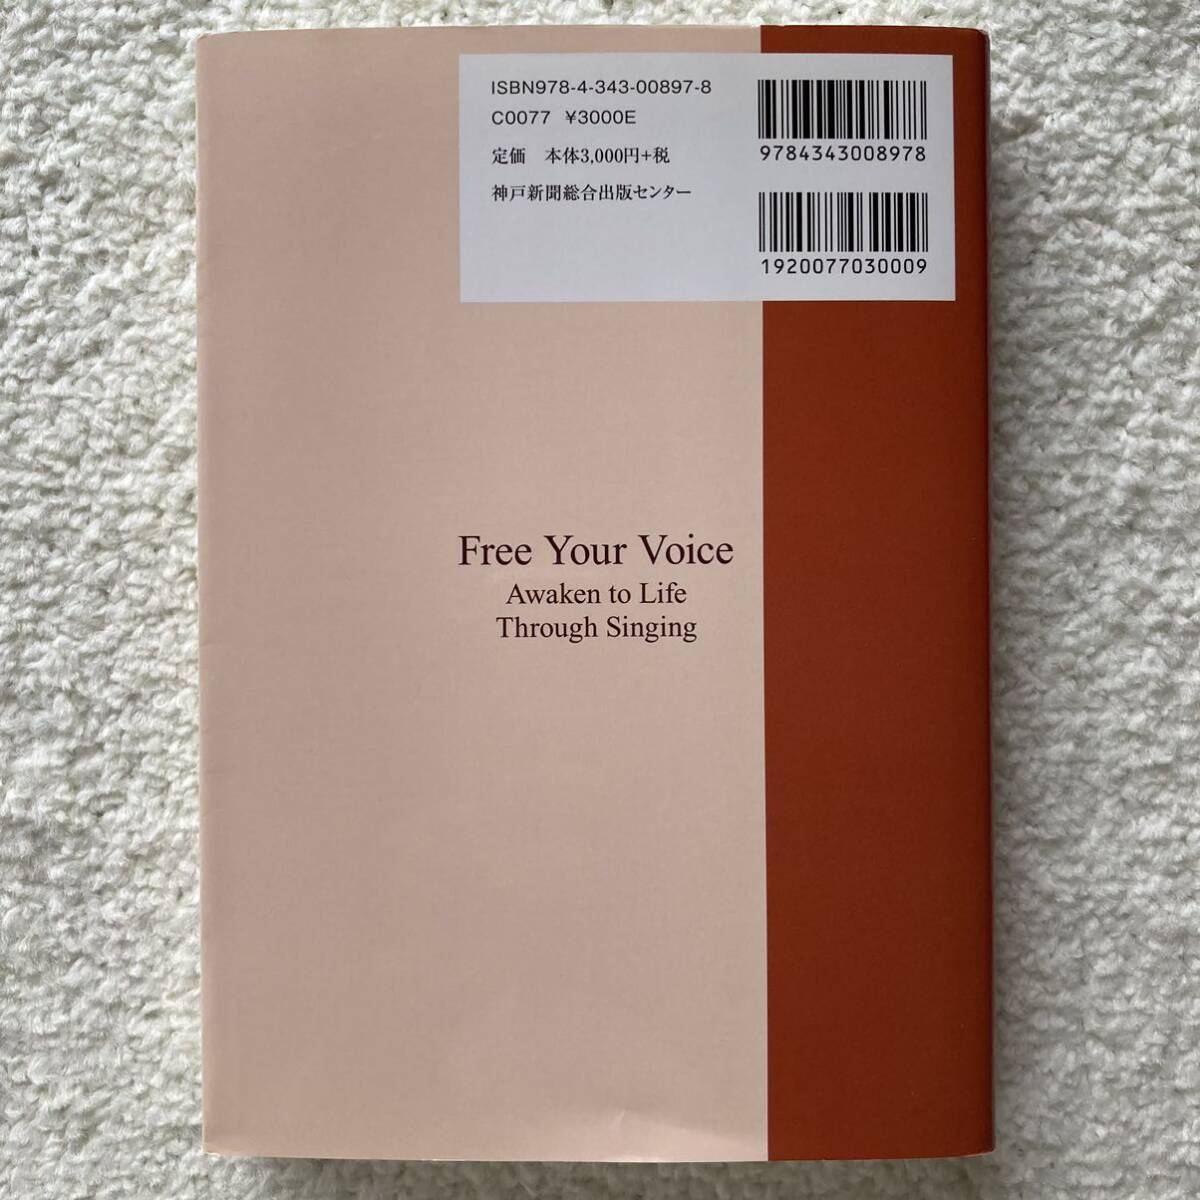 ISBN978-4-343-00897-8
C0077 ¥3000E
定価 本体3,000円+税
神戸新聞総合出版センター
9784343008978
1920077030009
Free Your Voice
Awaken to Life
Through Singing